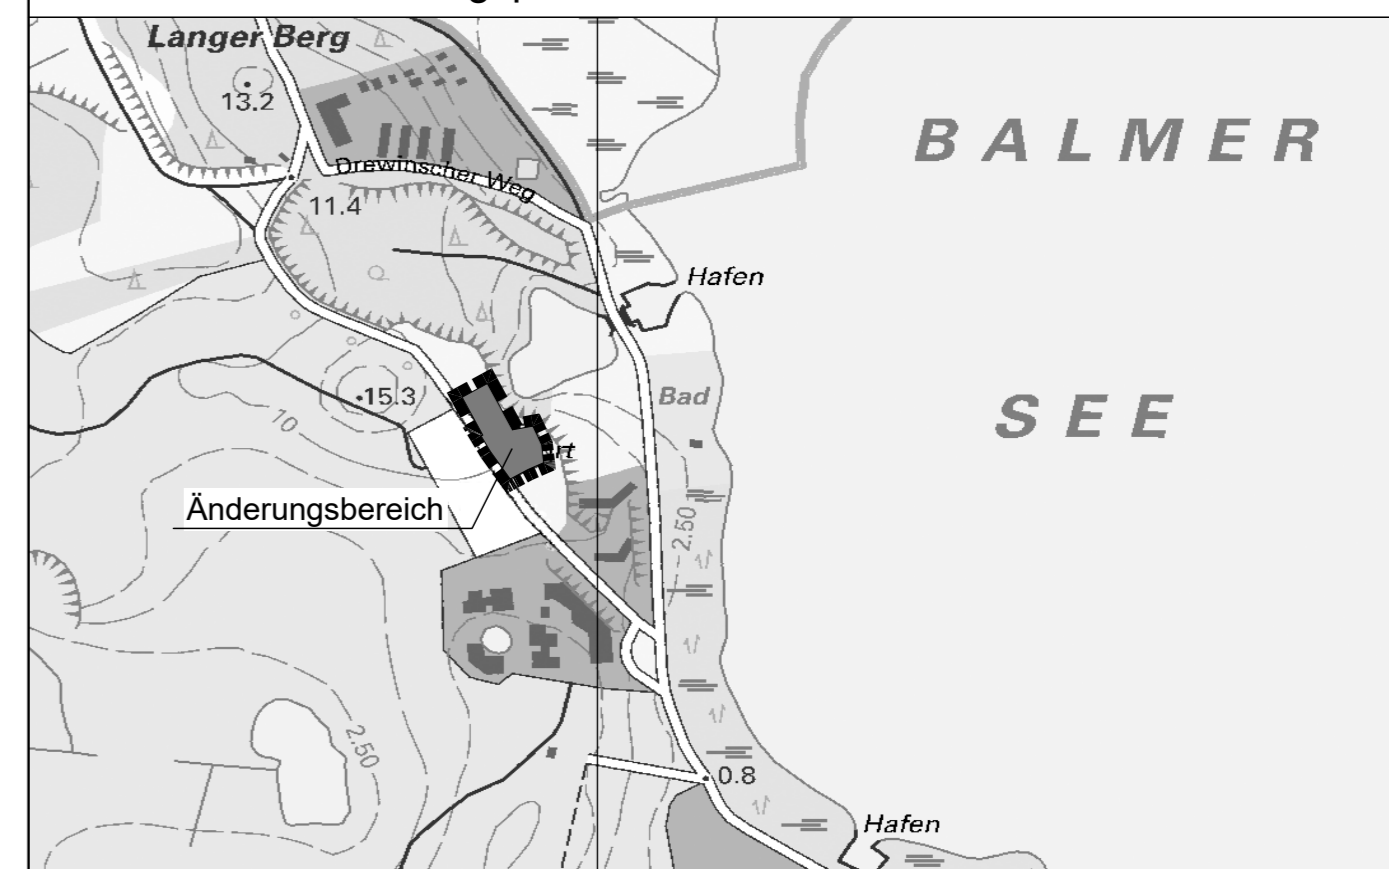 Langer Berg
13.2
BALMER
Drewinscher Weg
11.4
Hafen
15.3
Bad
SEE
10
Änderungsbereich
2.50
2.50
0.8
Hafen